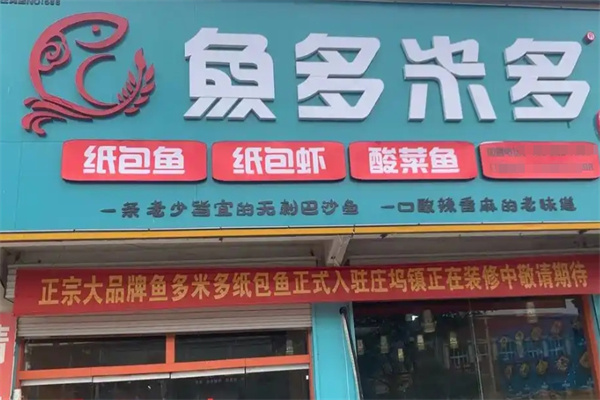 魚多米多
纸包鱼 纸包虾 酸菜鱼
一条老少皆宜的无刺巴沙鱼 一口酸辣香麻的老味道
正宗大品牌鱼多米多纸包鱼正式入驻庄坞镇正在装修中敬请期待